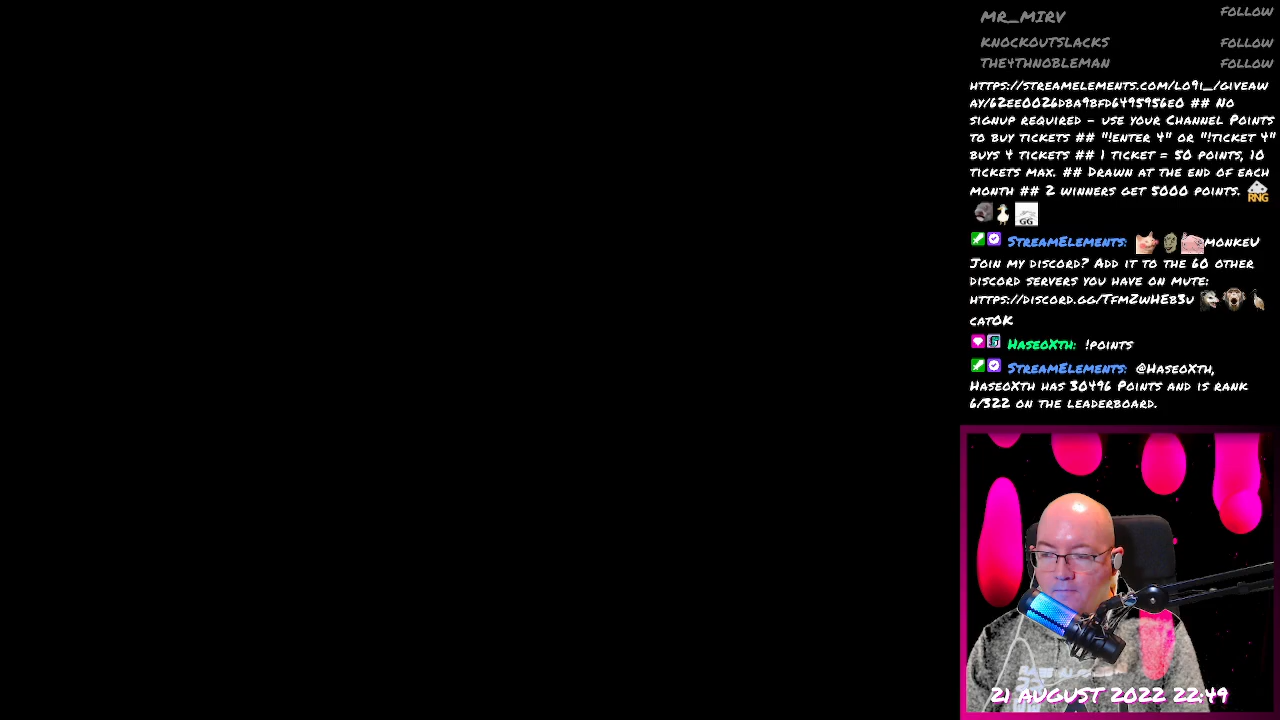 MR_MIRV FOLLOW
KNOCKOUTSLACKS FOLLOW
THE4THNOBLEMAN FOLLOW
HTTPS://STREAMELEMENTS.COM/LO9I_/GIVEAW
AY/62EE0026DBA9BFD6495956E0 ## NO
SIGNUP REQUIRED - USE YOUR CHANNEL POINTS
TO BUY TICKETS ## "!ENTER 4" OR "!TICKET 4"
BUYS 4 TICKETS ## 1 TICKET = 50 POINTS, 10
TICKETS MAX. ## DRAWN AT THE END OF EACH
MONTH ## 2 WINNERS GET 5000 POINTS. RNG
GG
STREAMELEMENTS: MONKEU
JOIN MY DISCORD? ADD IT TO THE 60 OTHER
DISCORD SERVERS YOU HAVE ON MUTE:
HTTPS://DISCORD.GG/TFMZWHEB3U
CATOK
HASEOXTH: !POINTS
STREAMELEMENTS: @HASEOXTH,
HASEOXTH HAS 30496 POINTS AND IS RANK
6/322 ON THE LEADERBOARD.
21 AUGUST 2022 22:49